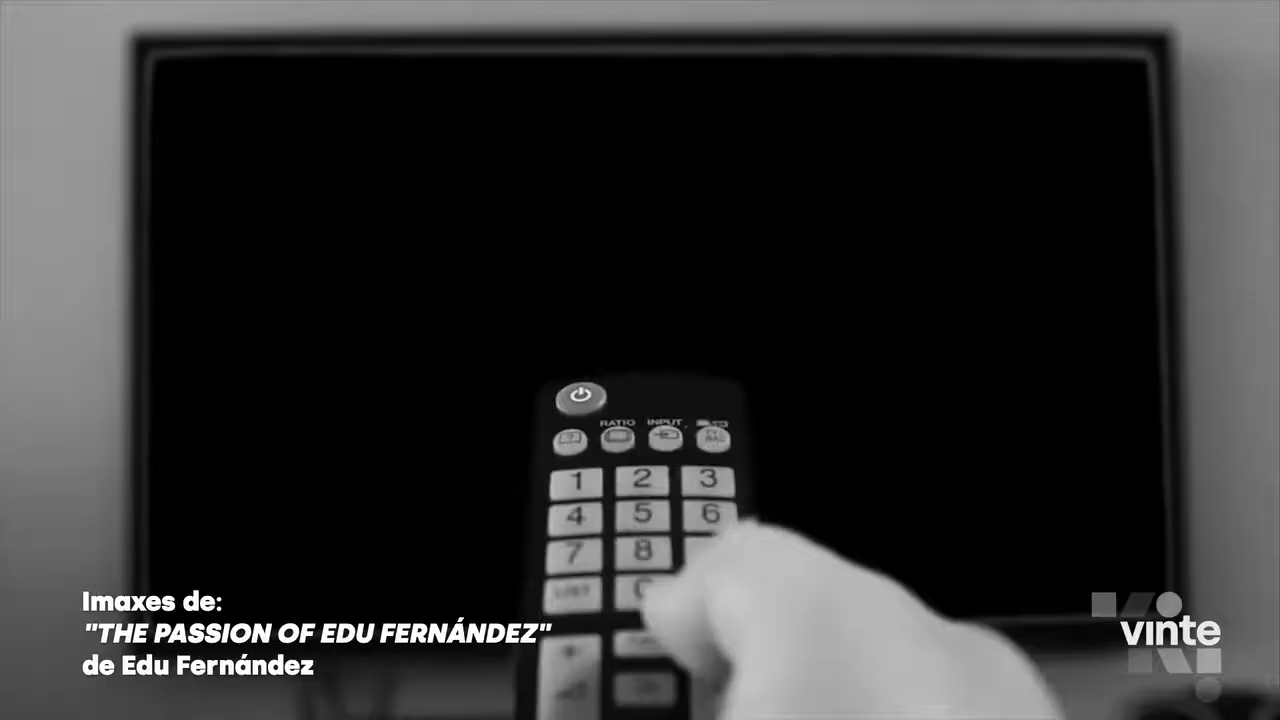 RATIO INPUT
1 2 3
4 5 6
7 8
LIST
Imaxes de:
"THE PASSION OF EDU FERNÁNDEZ"
de Edu Fernández
vinte